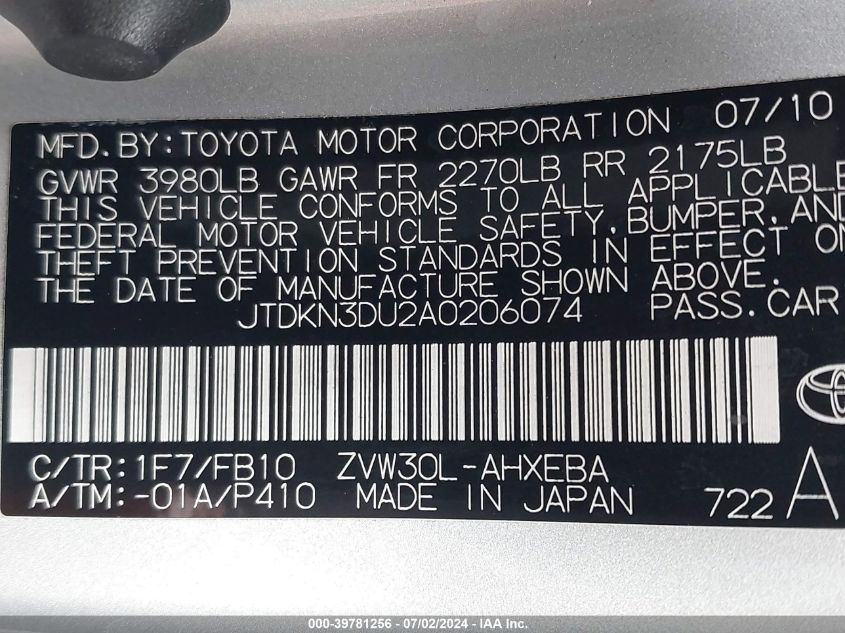 MFD. BY: TOYOTA MOTOR CORPORATION 07/10
GVWR 3980LB GAWR FR 2270LB RR 2175LB
THIS VEHICLE CONFORMS TO ALL APPLICABLE
FEDERAL MOTOR VEHICLE SAFETY, BUMPER, AND
THEFT PREVENTION STANDARDS IN EFFECT ON
THE DATE OF MANUFACTURE SHOWN ABOVE.
JTDKN3DU2A0206074 PASS. CAR
C/TR: 1F7/FB10 ZVW30L-AHXEBA
A/TM: -01A/P410 MADE IN JAPAN 722 A
000-39781256 - 07/02/2024 - IAA Inc.